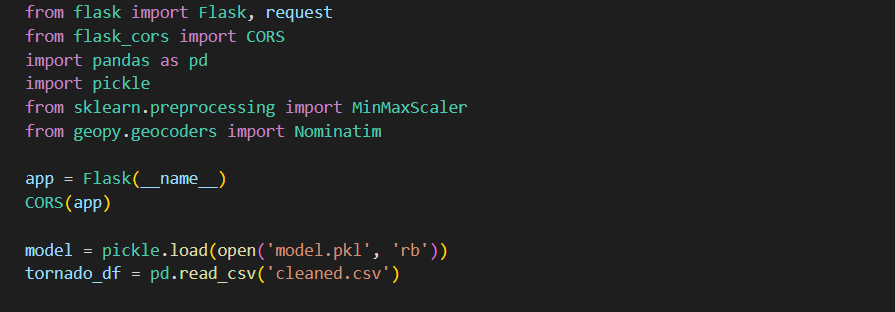 from flask import Flask, request
from flask_cors import CORS
import pandas as pd
import pickle
from sklearn.preprocessing import MinMaxScaler
from geopy.geocoders import Nominatim
app = Flask(__name__)
CORS(app)
model = pickle.load(open('model.pkl', 'rb'))
tornado_df = pd.read_csv('cleaned.csv')